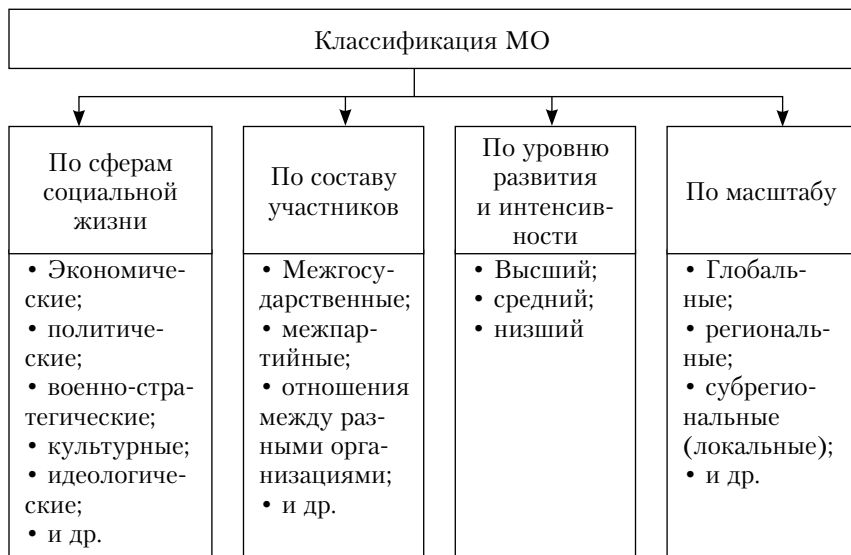 Классификация МО
По сферам
социальной
жизни
• Экономиче-
ские;
• политиче-
ские;
• военно-стра-
тегические;
• культурные;
• идеологиче-
ские;
• и др.
По составу
участников
• Межгосу-
дарственные;
• межпар-
тийные;
• отношения
между раз-
ными орга-
низациями;
• и др.
По уровню
развития
и интенсив-
ности
• Высший;
• средний;
• низший
По масштабу
• Глобаль-
ные;
• региональ-
ные;
• субрегио-
нальные
(локальные);
• и др.